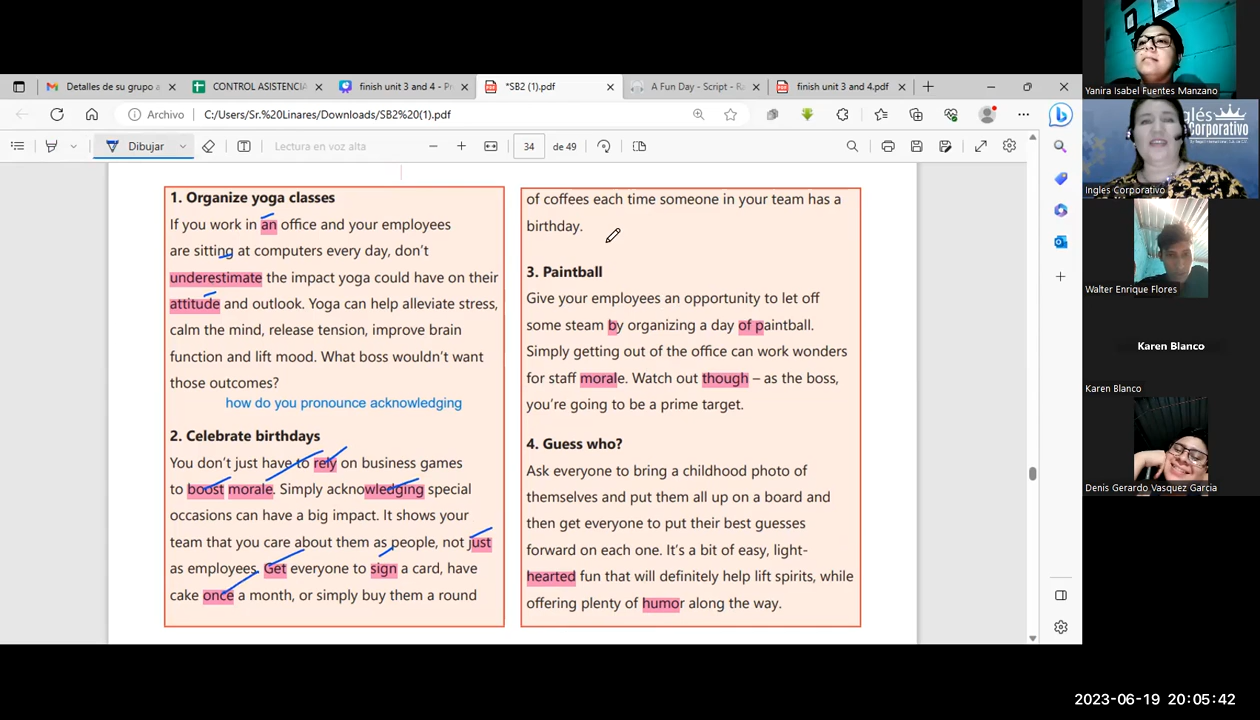 Detalles de su grupo a
CONTROL ASISTENCIA
finish unit 3 and 4 - Pr
*SB2 (1).pdf
A Fun Day - Script - Ra
finish unit 3 and 4.pdf
Archivo
C:/Users/Sr.%20Linares/Downloads/SB2%20(1).pdf
Dibujar
Lectura en voz alta
34
de 49
1. Organize yoga classes
If you work in an office and your employees
are sitting at computers every day, don't
underestimate the impact yoga could have on their
attitude and outlook. Yoga can help alleviate stress,
calm the mind, release tension, improve brain
function and lift mood. What boss wouldn't want
those outcomes?
how do you pronounce acknowledging
2. Celebrate birthdays
You don't just have to rely on business games
to boost morale. Simply acknowledging special
occasions can have a big impact. It shows your
team that you care about them as people, not just
as employees. Get everyone to sign a card, have
cake once a month, or simply buy them a round
of coffees each time someone in your team has a
birthday.
3. Paintball
Give your employees an opportunity to let off
some steam by organizing a day of paintball.
Simply getting out of the office can work wonders
for staff morale. Watch out though – as the boss,
you're going to be a prime target.
4. Guess who?
Ask everyone to bring a childhood photo of
themselves and put them all up on a board and
then get everyone to put their best guesses
forward on each one. It's a bit of easy, light-
hearted fun that will definitely help lift spirits, while
offering plenty of humor along the way.
Yanira Isabel Fuentes Manzano
Inglés
Corporativo
Ingles Corporativo
Walter Enrique Flores
Karen Blanco
Karen Blanco
Denis Gerardo Vasquez Garcia
2023-06-19 20:05:42